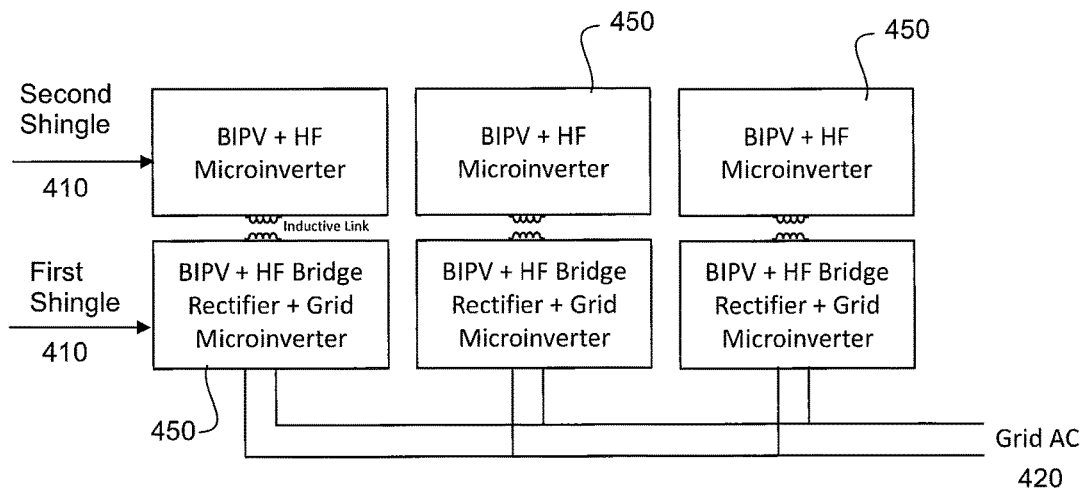 450
450
Second
Shingle
410
BIPV + HF
Microinverter
BIPV + HF
Microinverter
BIPV + HF
Microinverter
Inductive Link
First
Shingle
410
BIPV + HF Bridge
Rectifier + Grid
Microinverter
BIPV + HF Bridge
Rectifier + Grid
Microinverter
BIPV + HF Bridge
Rectifier + Grid
Microinverter
450
Grid AC
420